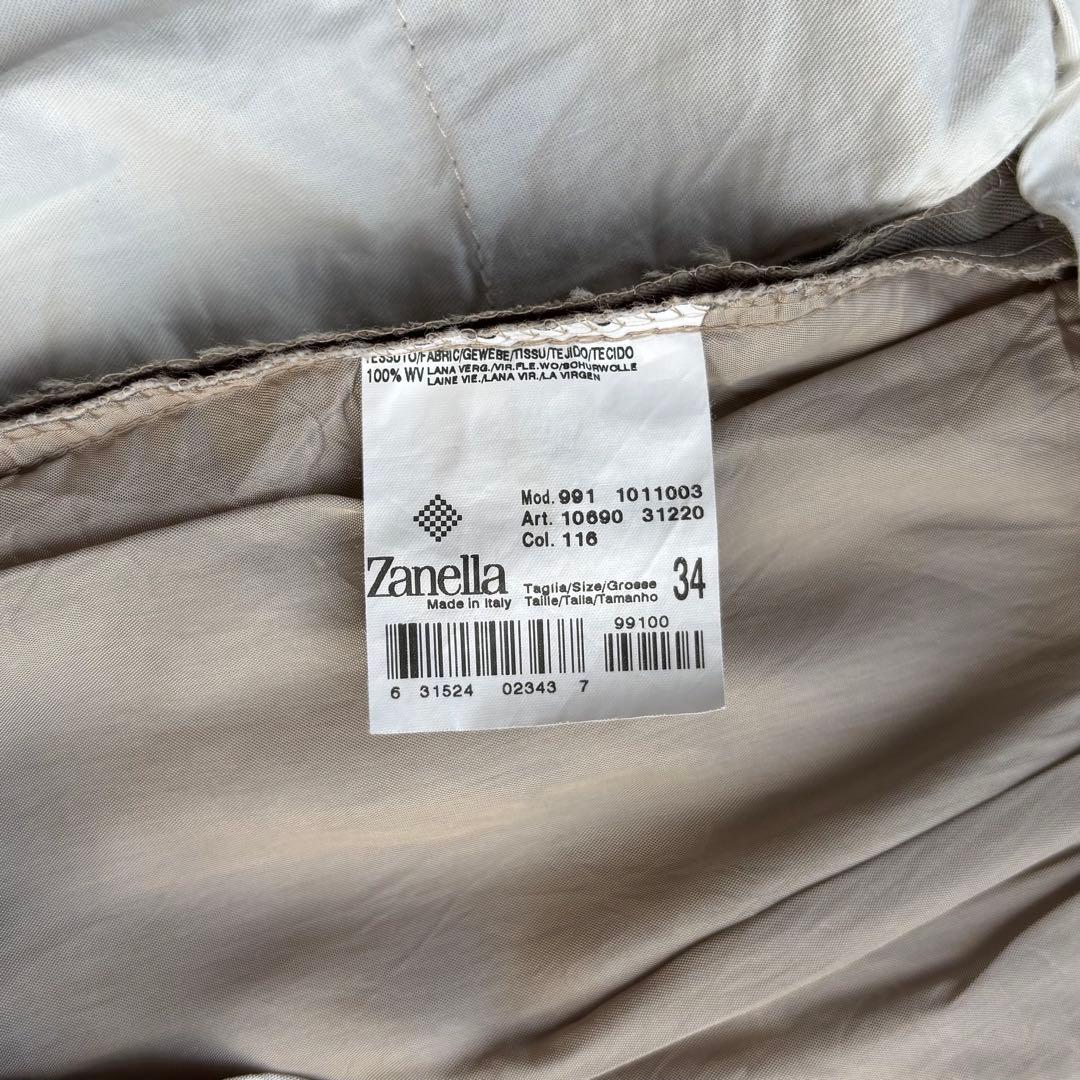 TESSUTO/FABRIC/GEWEBE/TISSU/TEJIDO/TECIDO
100% WV LANA VERG./VIR.FLE.WO/SCHURWOLLE
LAINE VIE./LANA VIR./LA VIRGEN
Mod. 991 1011003
Art. 10690 31220
Col. 116
Zanella
Made in Italy
Taglia/Size/Grosse
Taille/Talla/Tamanho
34
99100
6 31524 02343 7